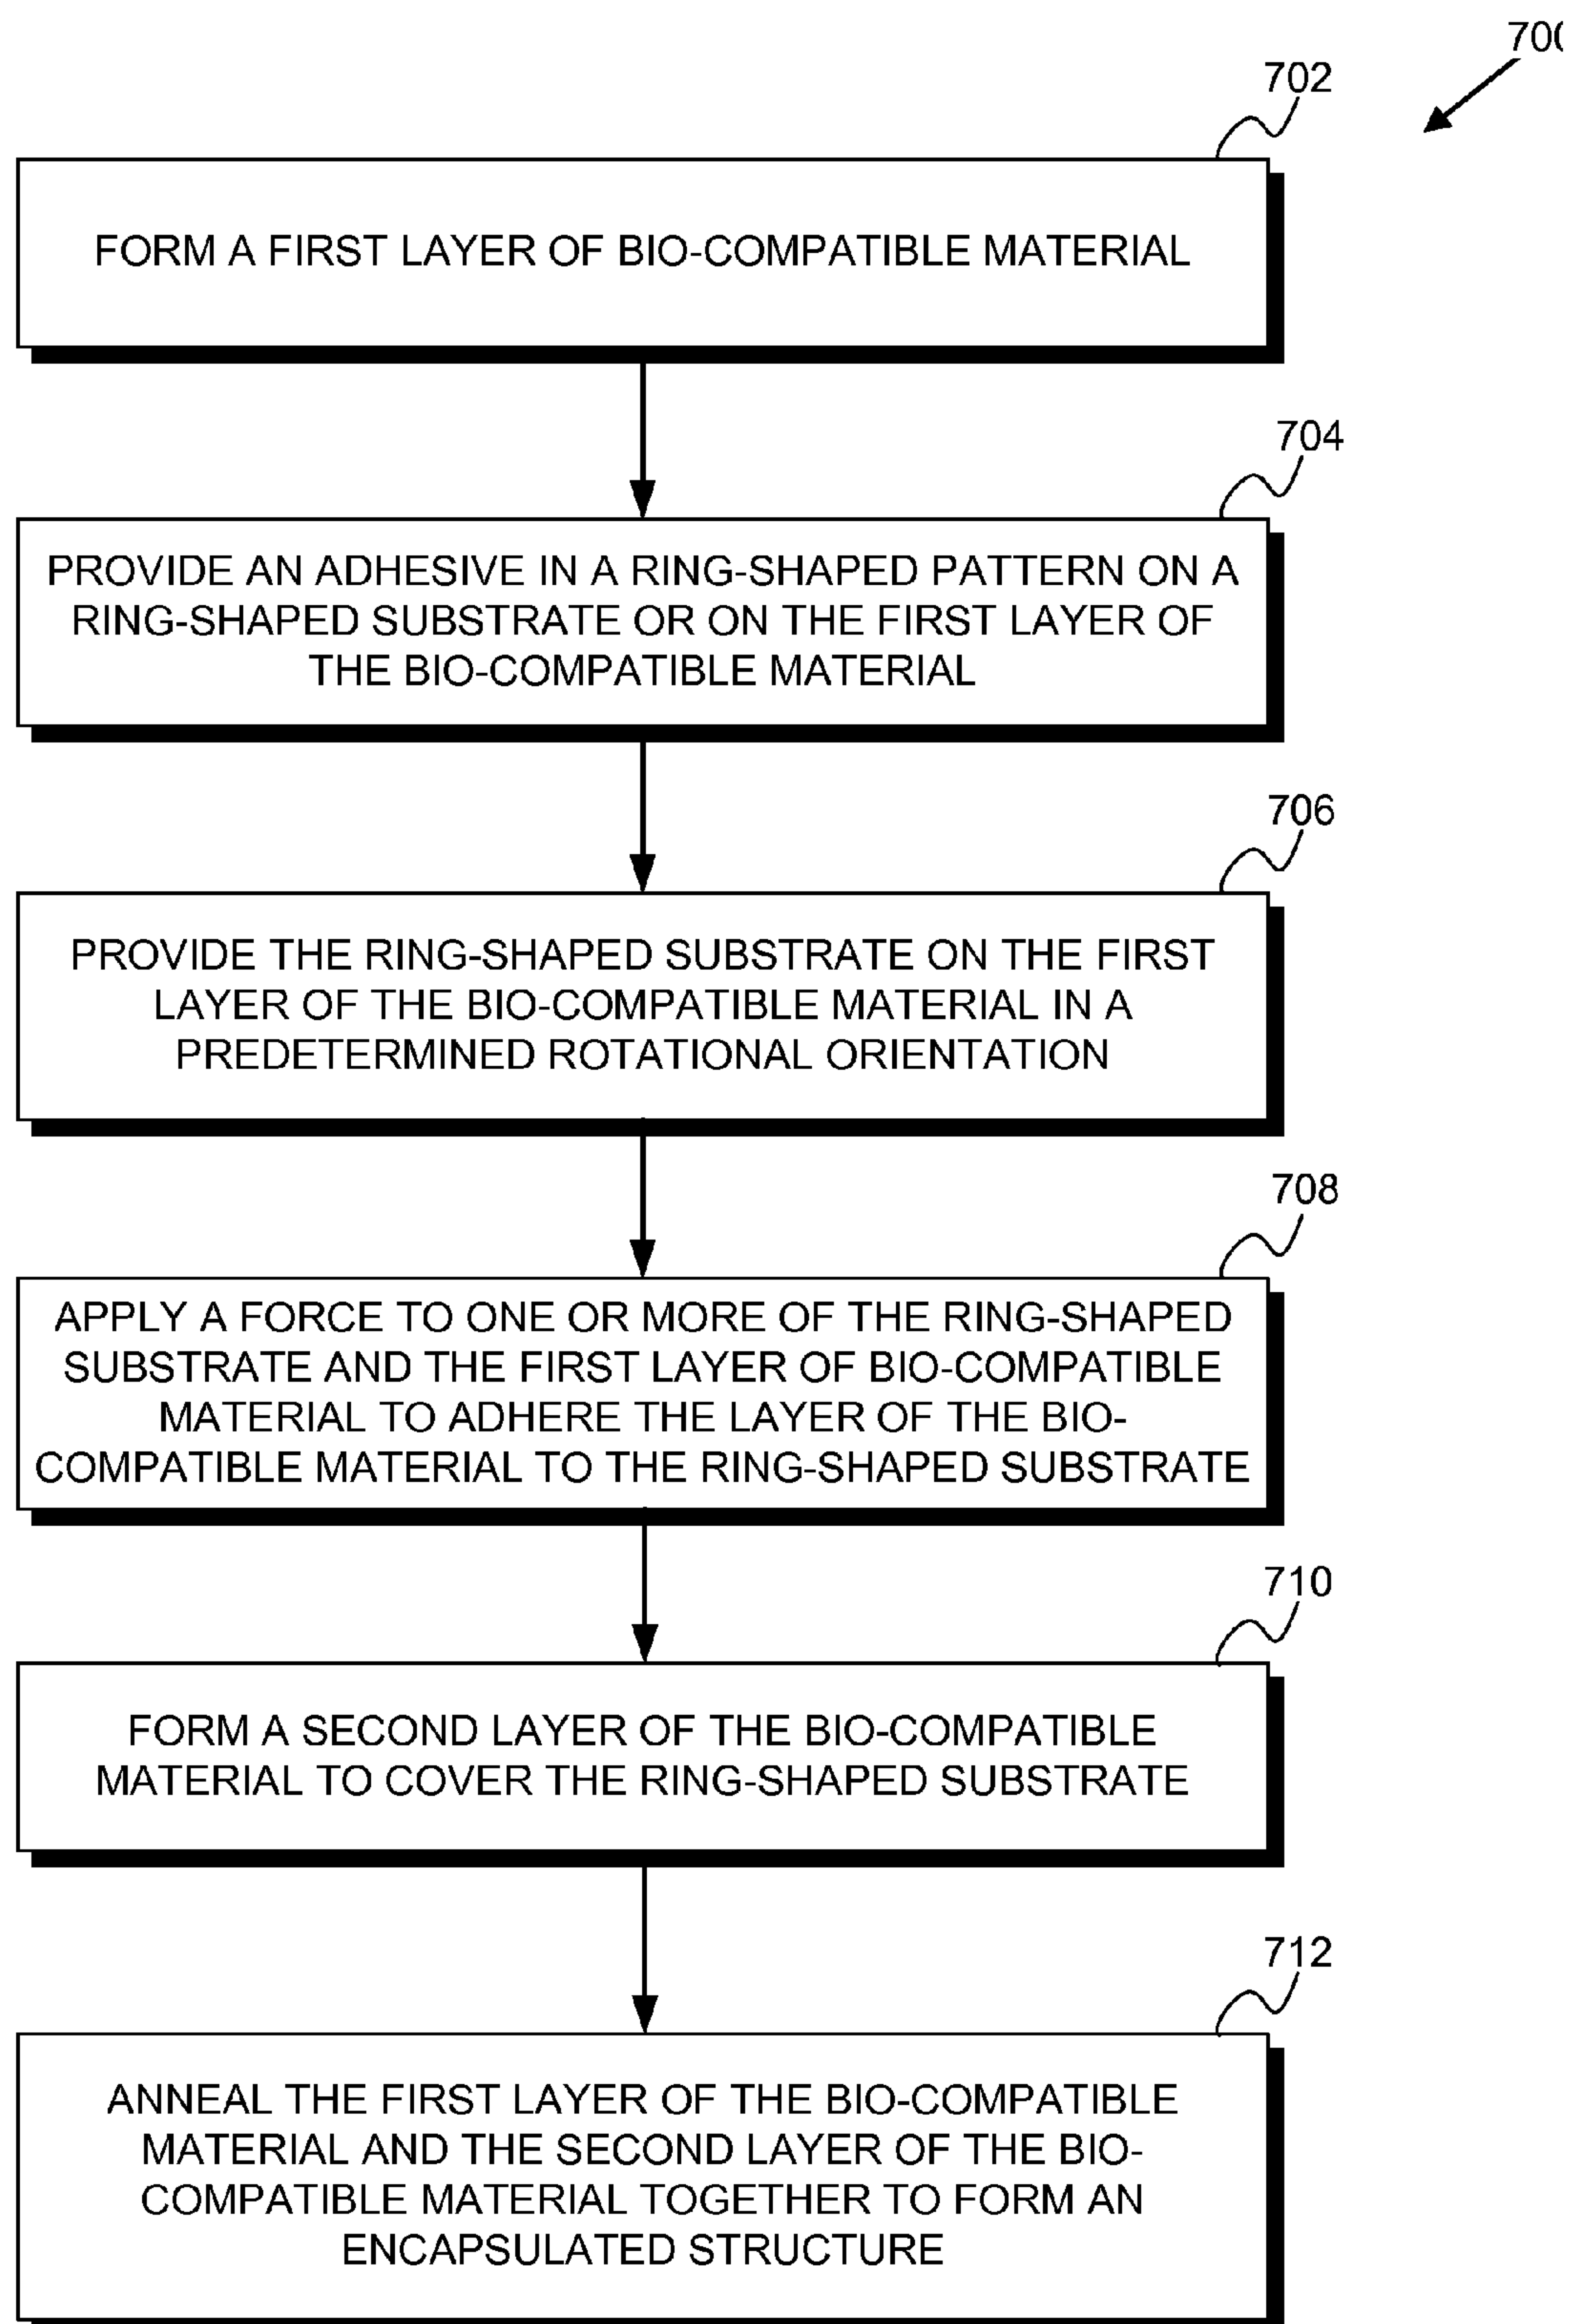 700
702
FORM A FIRST LAYER OF BIO-COMPATIBLE MATERIAL
704
PROVIDE AN ADHESIVE IN A RING-SHAPED PATTERN ON A
RING-SHAPED SUBSTRATE OR ON THE FIRST LAYER OF
THE BIO-COMPATIBLE MATERIAL
706
PROVIDE THE RING-SHAPED SUBSTRATE ON THE FIRST
LAYER OF THE BIO-COMPATIBLE MATERIAL IN A
PREDETERMINED ROTATIONAL ORIENTATION
708
APPLY A FORCE TO ONE OR MORE OF THE RING-SHAPED
SUBSTRATE AND THE FIRST LAYER OF BIO-COMPATIBLE
MATERIAL TO ADHERE THE LAYER OF THE BIO-
COMPATIBLE MATERIAL TO THE RING-SHAPED SUBSTRATE
710
FORM A SECOND LAYER OF THE BIO-COMPATIBLE
MATERIAL TO COVER THE RING-SHAPED SUBSTRATE
712
ANNEAL THE FIRST LAYER OF THE BIO-COMPATIBLE
MATERIAL AND THE SECOND LAYER OF THE BIO-
COMPATIBLE MATERIAL TOGETHER TO FORM AN
ENCAPSULATED STRUCTURE